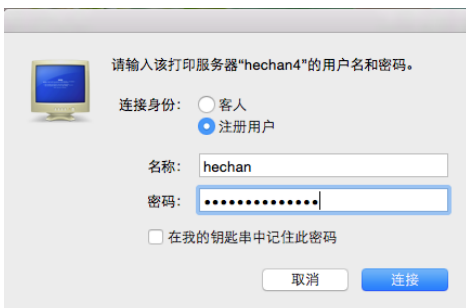 请输入该打印服务器“hechan4”的用户名和密码。
连接身份： 客人
注册用户
名称： hechan
密码： ••••••••••••••
在我的钥匙串中记住此密码
取消 连接